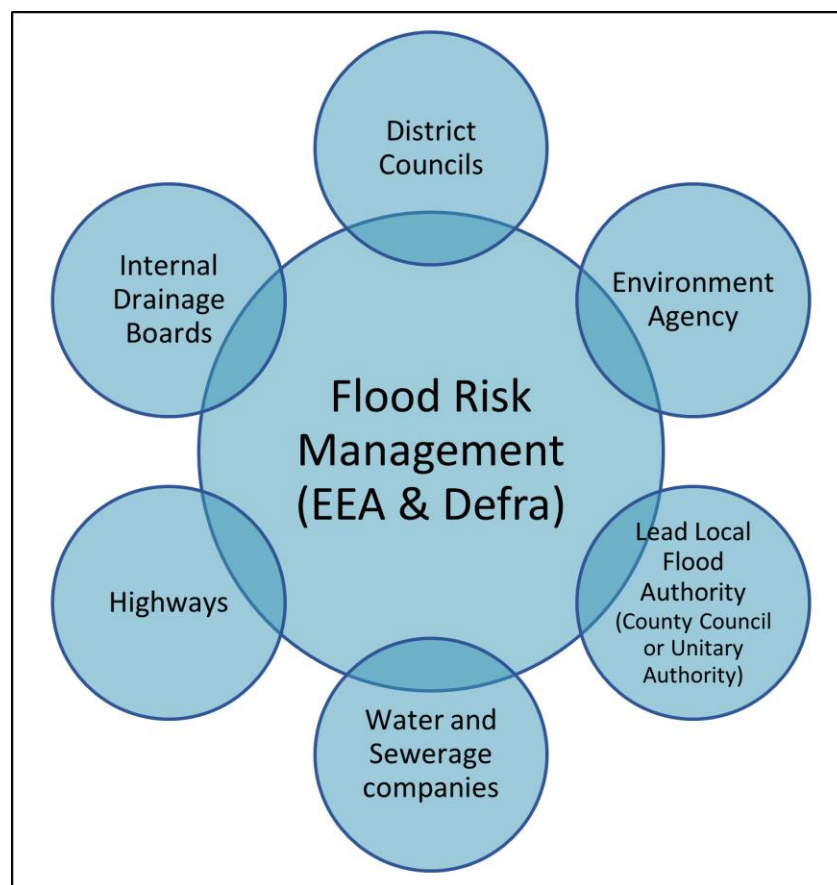 District
Councils
Internal
Drainage
Boards
Environment
Agency
Flood Risk
Management
(EEA & Defra)
Highways
Lead Local
Flood
Authority
(County Council
or Unitary
Authority)
Water and
Sewerage
companies